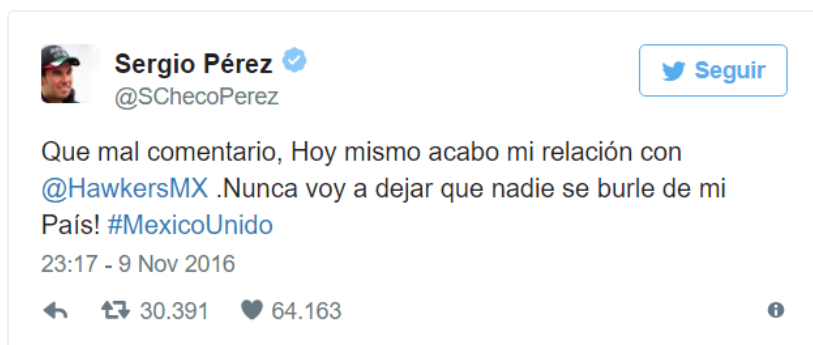 Sergio Pérez
@SChecoPerez
Seguir
Que mal comentario, Hoy mismo acabo mi relación con
@HawkersMX .Nunca voy a dejar que nadie se burle de mi
País! #MexicoUnido
23:17 - 9 Nov 2016
30.391 64.163